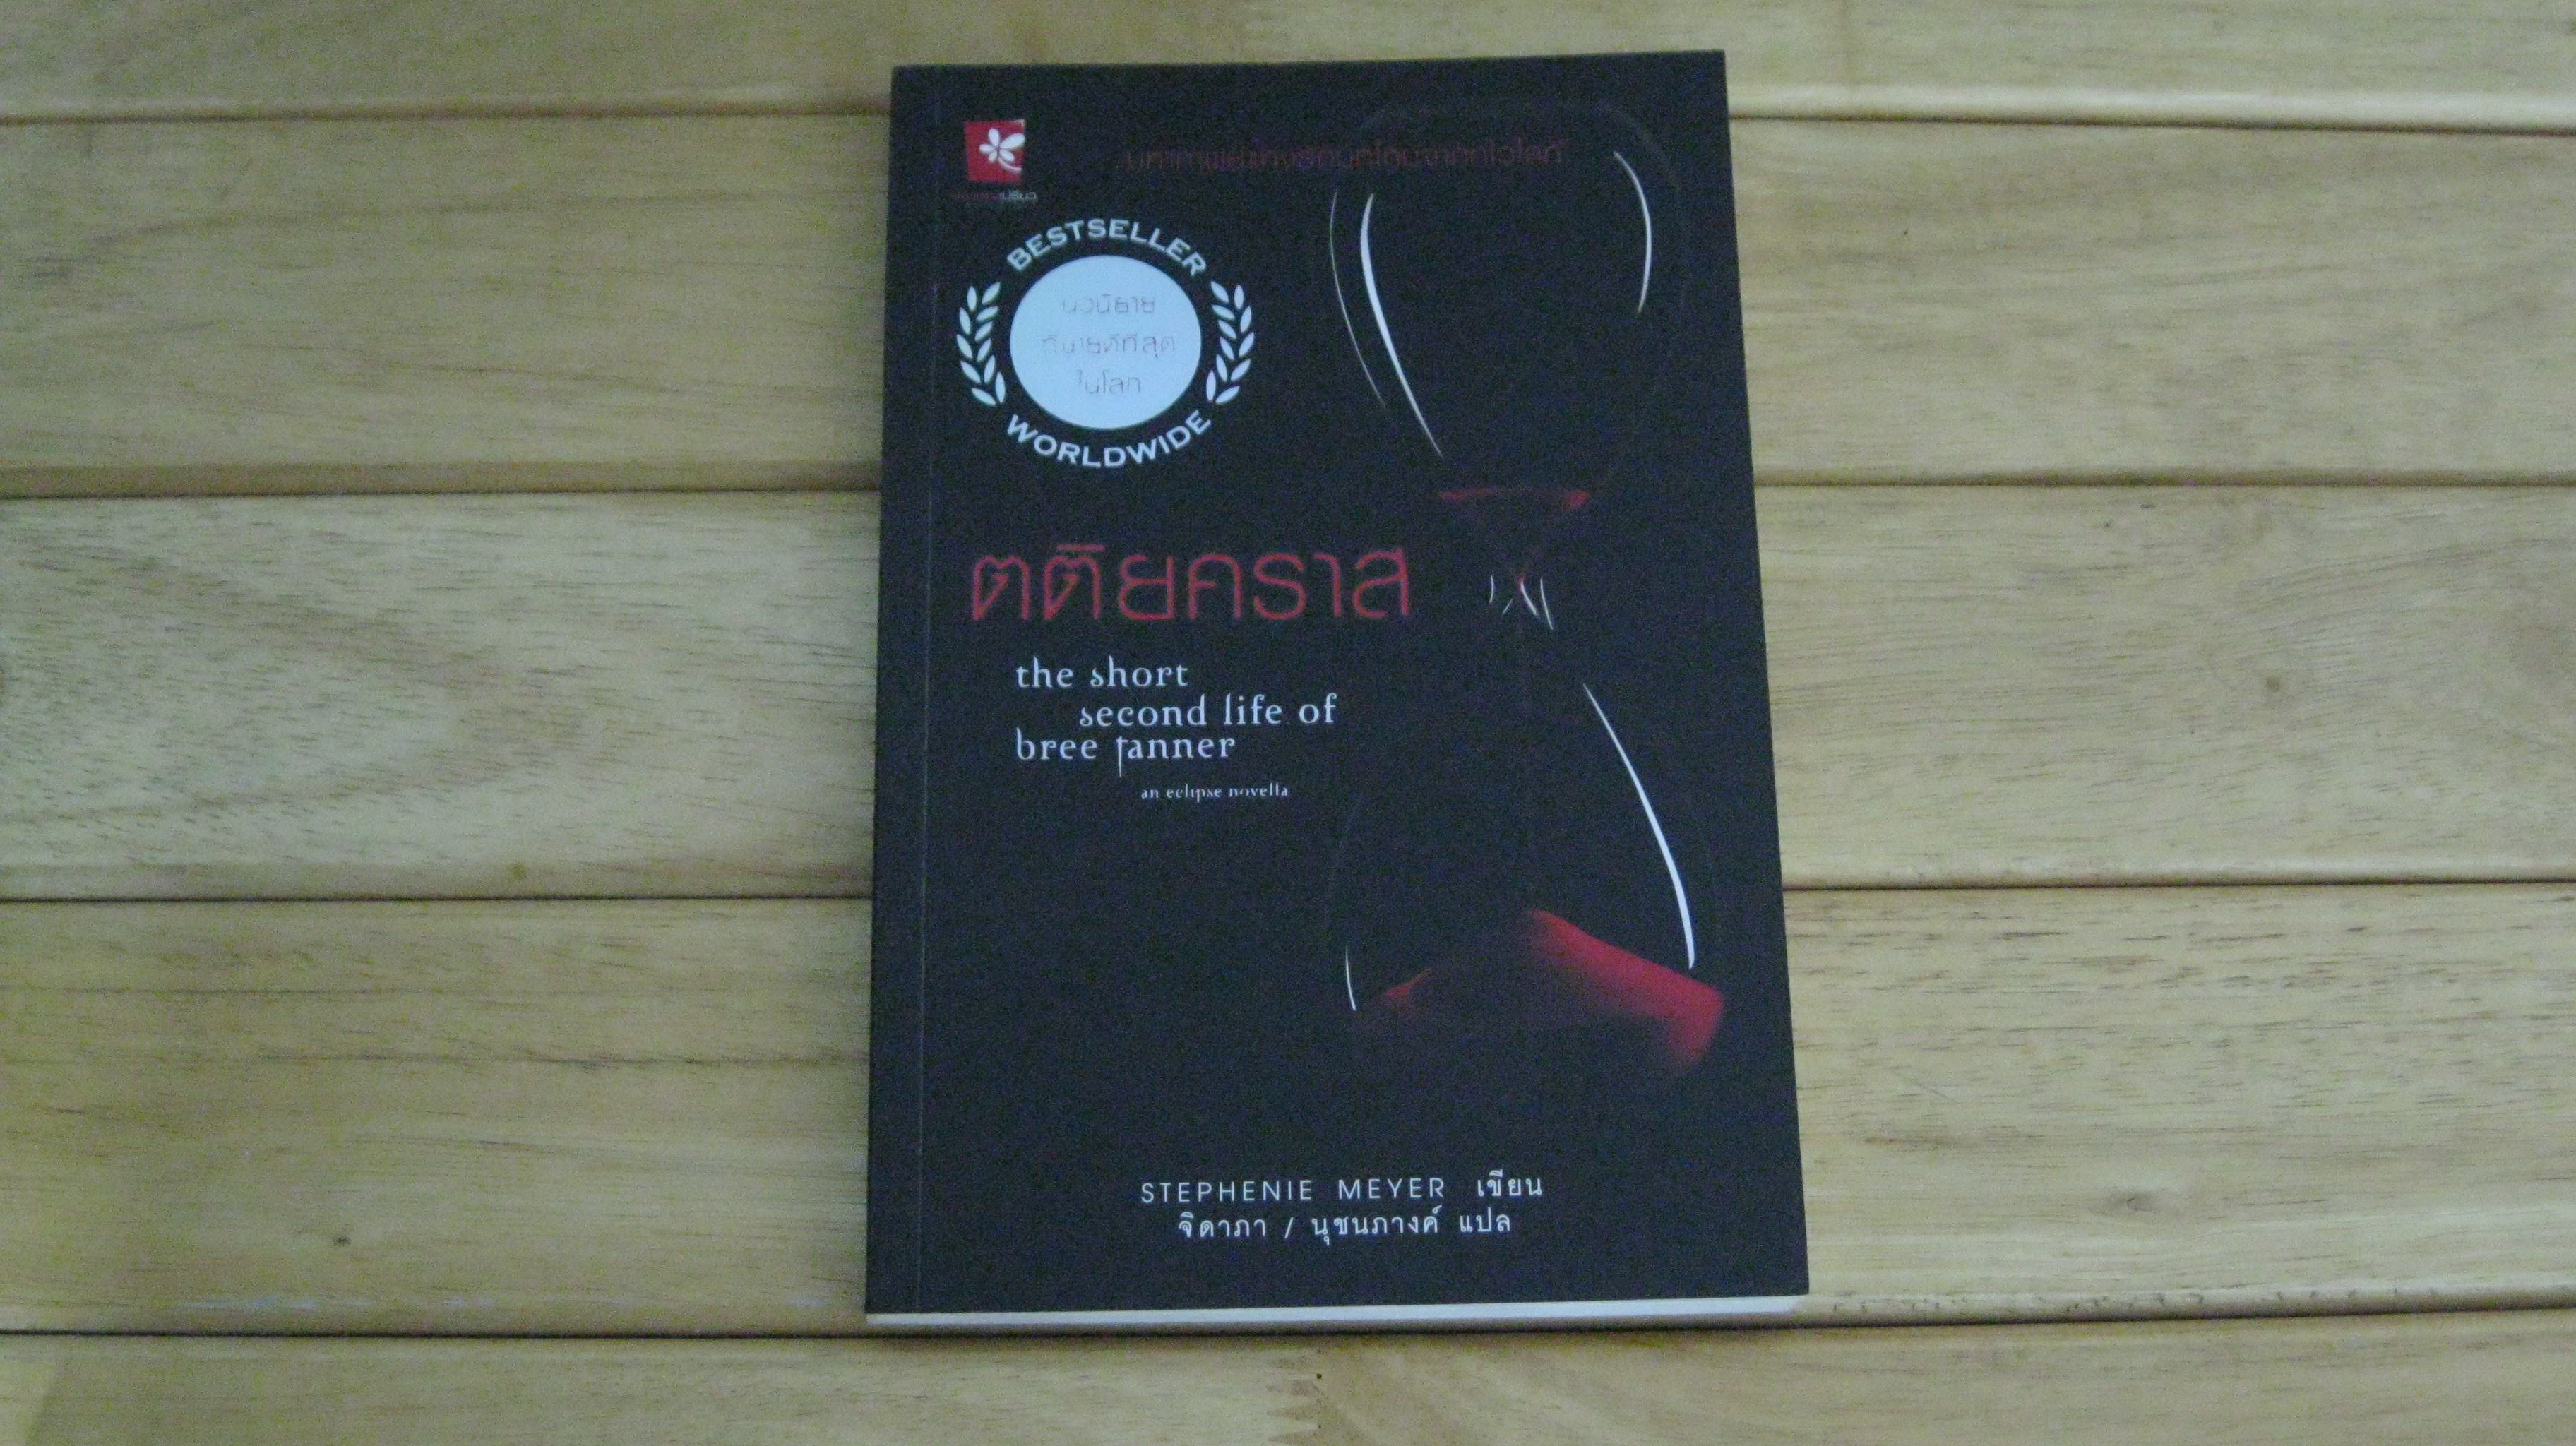 BESTSELLER
นวนิยาย
ที่ขายดีที่สุด
ในโลก
WORLDWIDE
ตติยคราส
the short
second life of
bree tanner
an eclipse novella
STEPHENIE MEYER เขียน
จิดาภา / นุชนภางค์ แปล